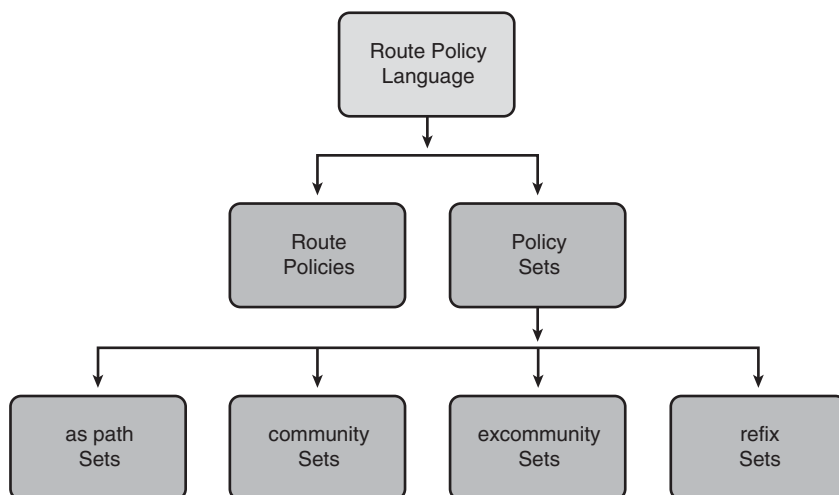 Route Policy
Language
Route
Policies
Policy
Sets
as path
Sets
community
Sets
excommunity
Sets
refix
Sets